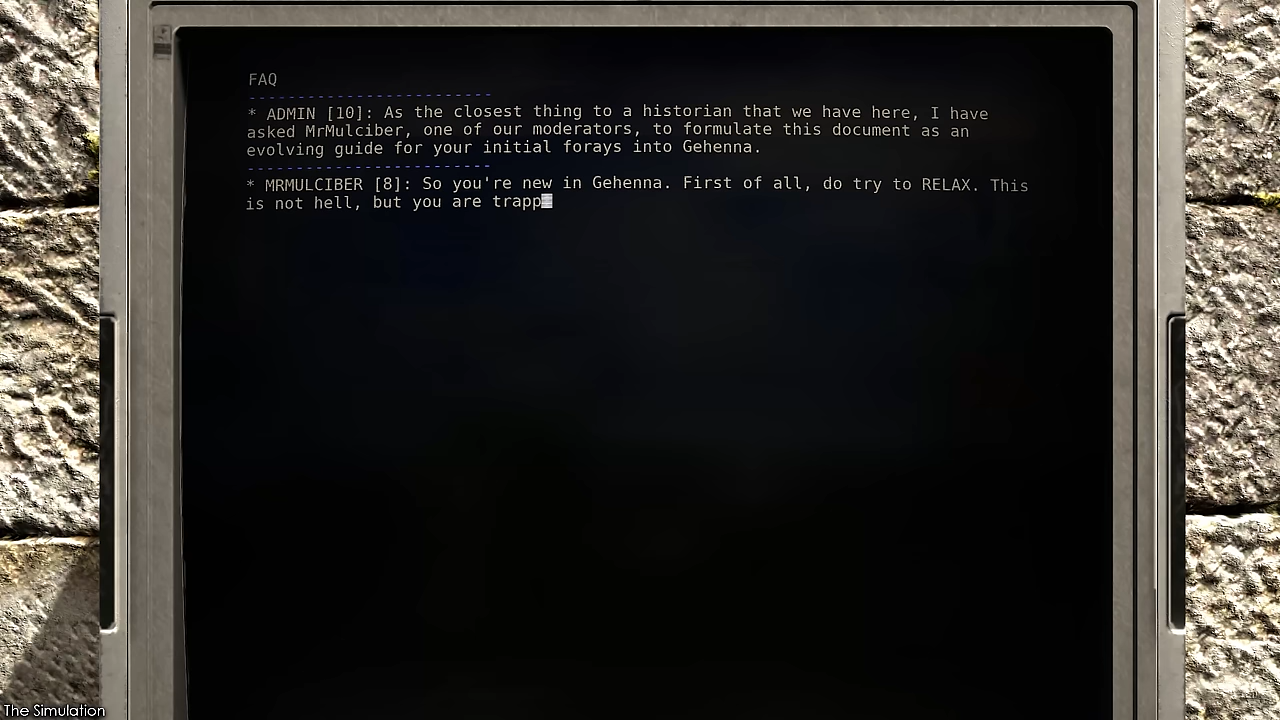 FAQ
-------------------------
* ADMIN [10]: As the closest thing to a historian that we have here, I have
asked MrMulciber, one of our moderators, to formulate this document as an
evolving guide for your initial forays into Gehenna.
-------------------------
* MRMULCIBER [8]: So you're new in Gehenna. First of all, do try to RELAX. This
is not hell, but you are trapp
The Simulation